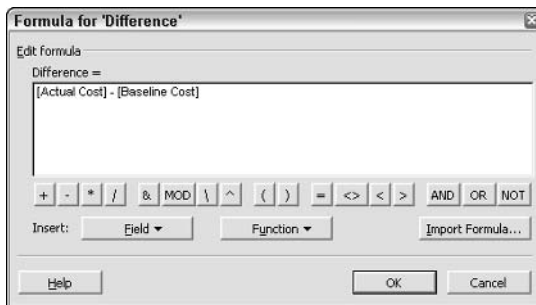 Formula for 'Difference'
Edit formula
Difference =
[Actual Cost] - [Baseline Cost]
+ - * / & MOD \ ^ ( ) = <> < > AND OR NOT
Insert: Field ▾ Function ▾ Import Formula...
Help OK Cancel